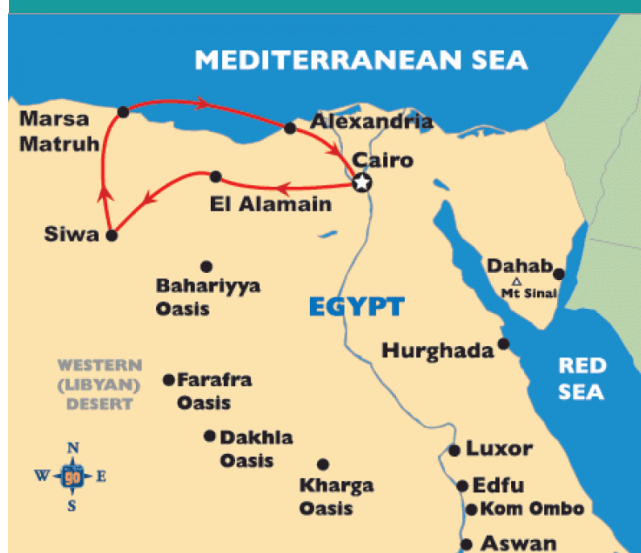 MEDITERRANEAN SEA
Marsa
Matruh
Alexandria
Cairo
El Alamain
Siwa
Bahariyya
Oasis
EGYPT
Dahab
Mt Sinai
Hurghada
RED
SEA
WESTERN
(LIBYAN)
DESERT
Farafra
Oasis
Dakhla
Oasis
Kharga
Oasis
Luxor
Edfu
Kom Ombo
Aswan
N
W
go
E
S